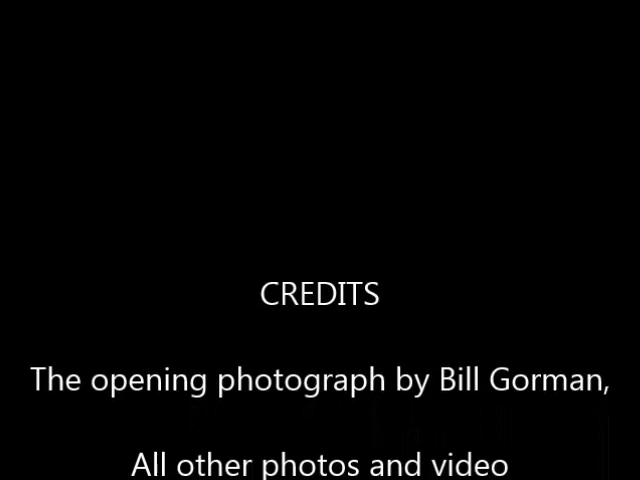 CREDITS
The opening photograph by Bill Gorman,
All other photos and video